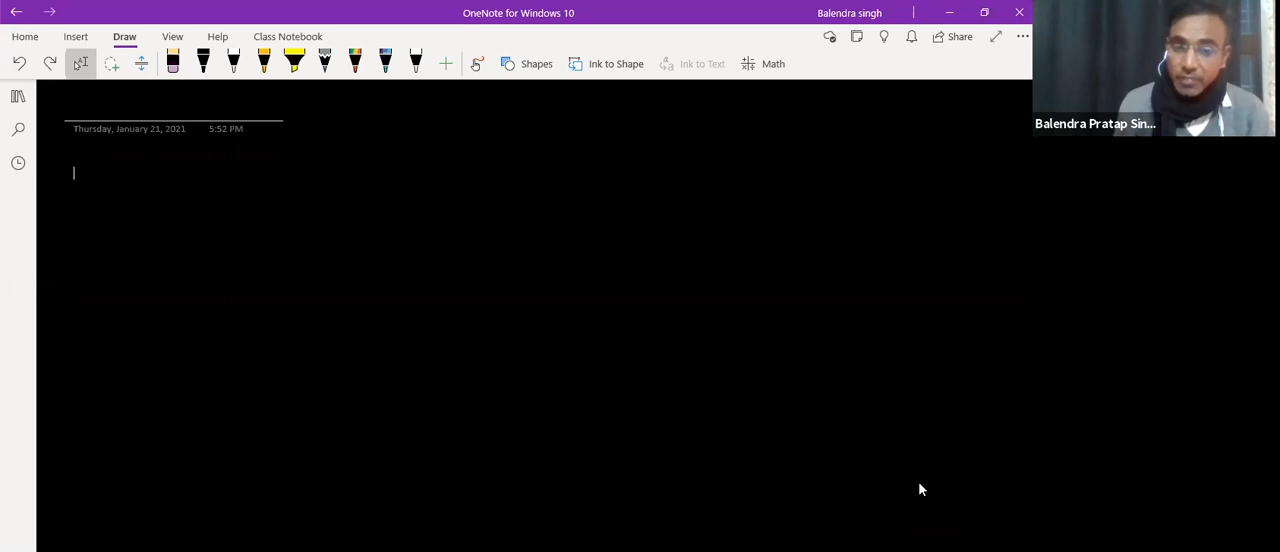 OneNote for Windows 10
Balendra singh
Home Insert Draw View Help Class Notebook
Share
Shapes Ink to Shape Ink to Text Math
Balendra Pratap Sin...
Thursday, January 21, 2021 5:52 PM